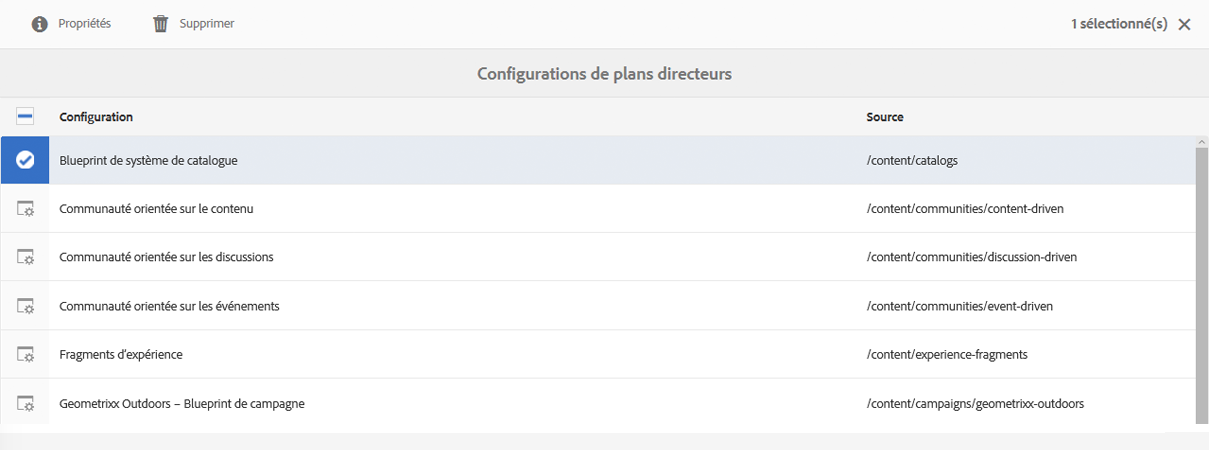 Propriétés Supprimer 1 sélectionné(s)
Configurations de plans directeurs
Configuration Source
Blueprint de système de catalogue /content/catalogs
Communauté orientée sur le contenu /content/communities/content-driven
Communauté orientée sur les discussions /content/communities/discussion-driven
Communauté orientée sur les événements /content/communities/event-driven
Fragments d'expérience /content/experience-fragments
Geometrixx Outdoors – Blueprint de campagne /content/campaigns/geometrixx-outdoors